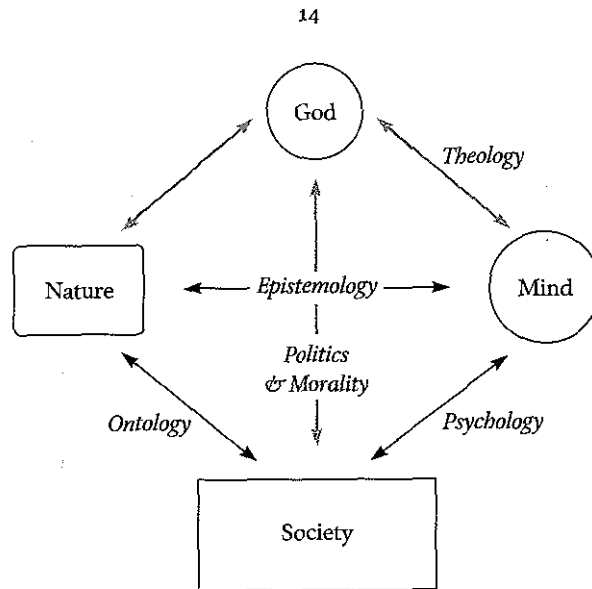 14
God
Theology
Nature
Epistemology
Mind
Politics
& Morality
Ontology
Psychology
Society